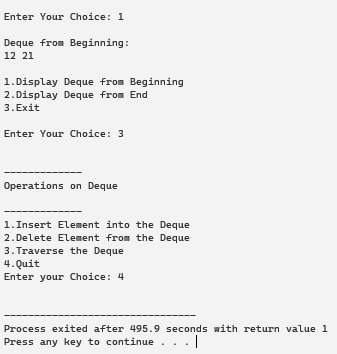 Enter Your Choice: 1
Deque from Beginning:
12 21
1.Display Deque from Beginning
2.Display Deque from End
3.Exit
Enter Your Choice: 3
-------------
Operations on Deque
-------------
1.Insert Element into the Deque
2.Delete Element from the Deque
3.Traverse the Deque
4.Quit
Enter your Choice: 4
--------------------------------
Process exited after 495.9 seconds with return value 1
Press any key to continue . . .